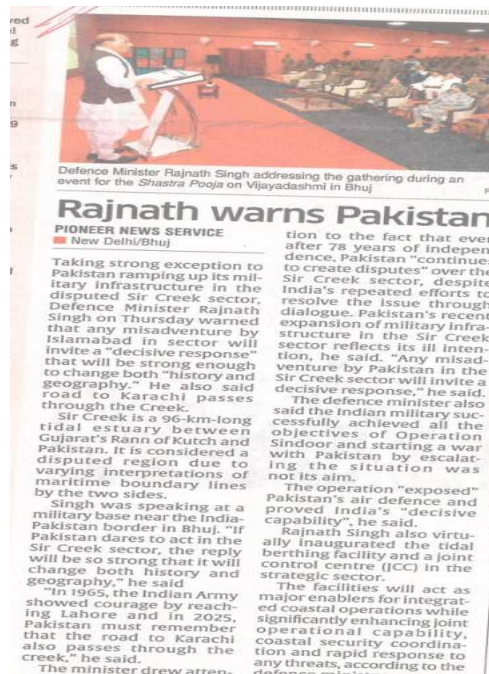 ved
al
g
n
9
s
Defence Minister Rajnath Singh addressing the gathering during an
event for the Shastra Pooja on Vijayadashmi in Bhuj
Rajnath warns Pakistan
PIONEER NEWS SERVICE
New Delhi/Bhuj
Taking strong exception to
Pakistan ramping up its mil-
itary infrastructure in the
disputed Sir Creek sector,
Defence Minister Rajnath
Singh on Thursday warned
that any misadventure by
Islamabad in sector will
invite a "decisive response"
that will be strong enough
to change both "history and
geography." He also said
road to Karachi passes
through the Creek.
Sir Creek is a 96-km-long
tidal estuary between
Gujarat's Rann of Kutch and
Pakistan. It is considered a
disputed region due to
varying interpretations of
maritime boundary lines
by the two sides.
Singh was speaking at a
military base near the India-
Pakistan border in Bhuj. "If
Pakistan dares to act in the
Sir Creek sector, the reply
will be so strong that it will
change both history and
geography," he said
"In 1965, the Indian Army
showed courage by reach-
ing Lahore and in 2025,
Pakistan must remember
that the road to Karachi
also passes through the
creek," he said.
The minister drew atten-
tion to the fact that even
after 78 years of indepen
dence, Pakistan "continue
to create disputes" over the
Sir Creek sector, despite
India's repeated efforts to
resolve the issue through
dialogue. Pakistan's recent
expansion of military infra-
structure in the Sir Creek
sector reflects its ill inten-
tion, he said. "Any misad-
venture by Pakistan in the
Sir Creek sector will invite a
decisive response," he said.
The defence minister also
said the Indian military suc-
cessfully achieved all the
objectives of Operation
Sindoor and starting a war
with Pakistan by escalat-
ing the situation was
not its aim.
The operation "exposed"
Pakistan's air defence and
proved India's "decisive
capability", he said.
Rajnath Singh also virtu-
ally inaugurated the tidal
berthing facility and a joint
control centre (JCC) in the
strategic sector.
The facilities will act as
major enablers for integrat-
ed coastal operations while
significantly enhancing joint
operational capability,
coastal security coordina-
tion and rapid response to
any threats, according to the
defence ministry